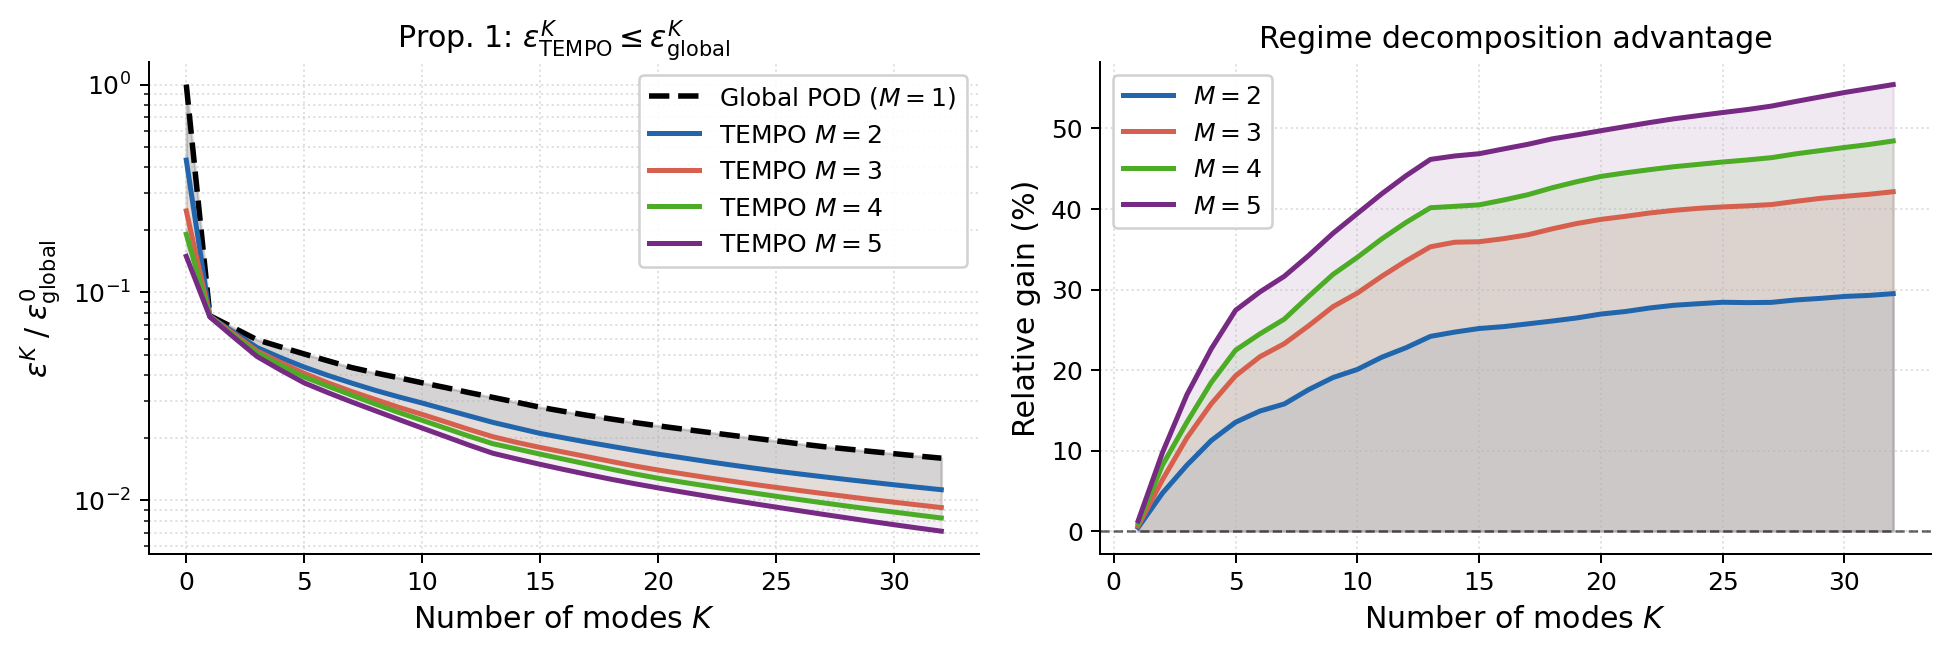 Prop. 1: ε^K_TEMPO ≤ ε^K_global
ε^K / ε^0_global
10^0
10^−1
10^−2
Global POD (M = 1)
TEMPO M = 2
TEMPO M = 3
TEMPO M = 4
TEMPO M = 5
0 5 10 15 20 25 30
Number of modes K
Regime decomposition advantage
Relative gain (%)
50
40
30
20
10
0
M = 2
M = 3
M = 4
M = 5
0 5 10 15 20 25 30
Number of modes K